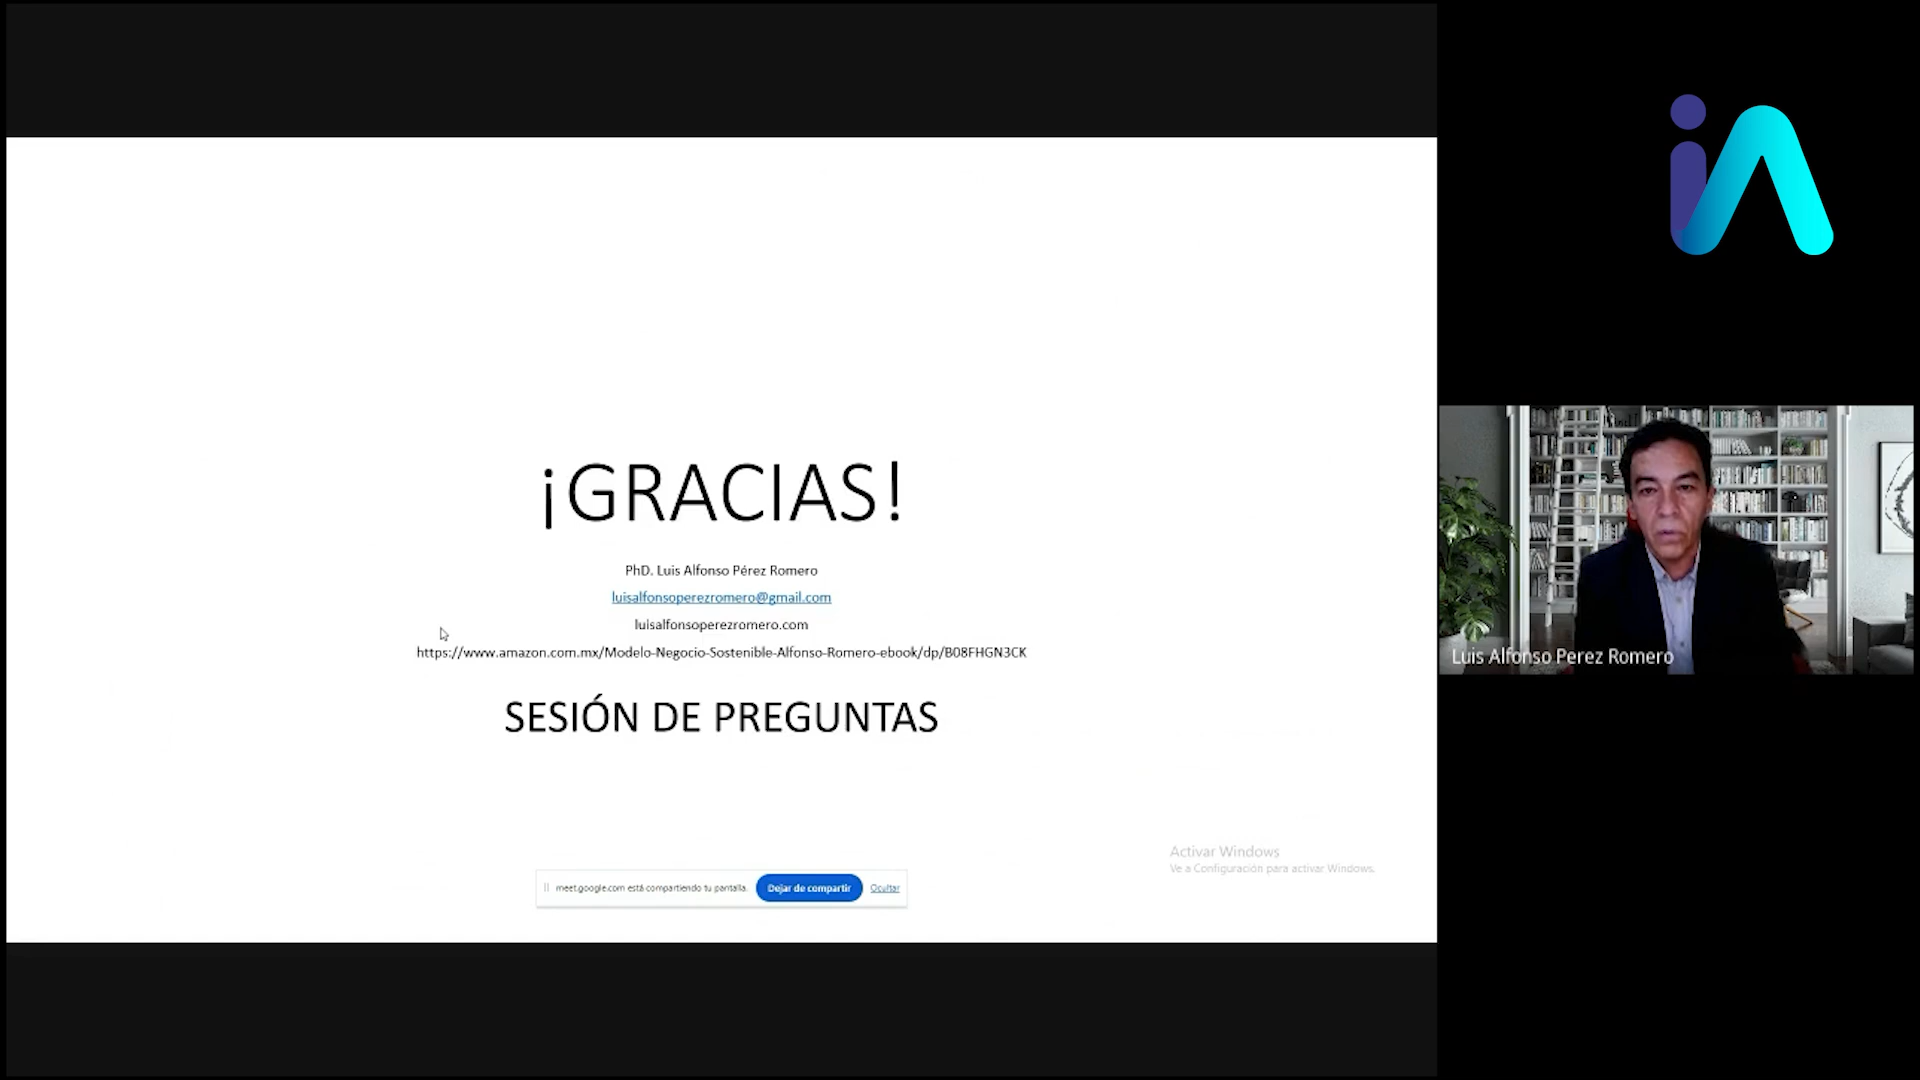 ¡GRACIAS!
PhD. Luis Alfonso Pérez Romero
luisalfonsoperezromero@gmail.com
luisalfonsoperezromero.com
https://www.amazon.com.mx/Modelo-Negocio-Sostenible-Alfonso-Romero-ebook/dp/B08FHGN3CK
SESIÓN DE PREGUNTAS
Activar Windows
Ve a Configuración para activar Windows.
meet.google.com está compartiendo tu pantalla. Dejar de compartir Ocultar
iA
Luis Alfonso Perez Romero